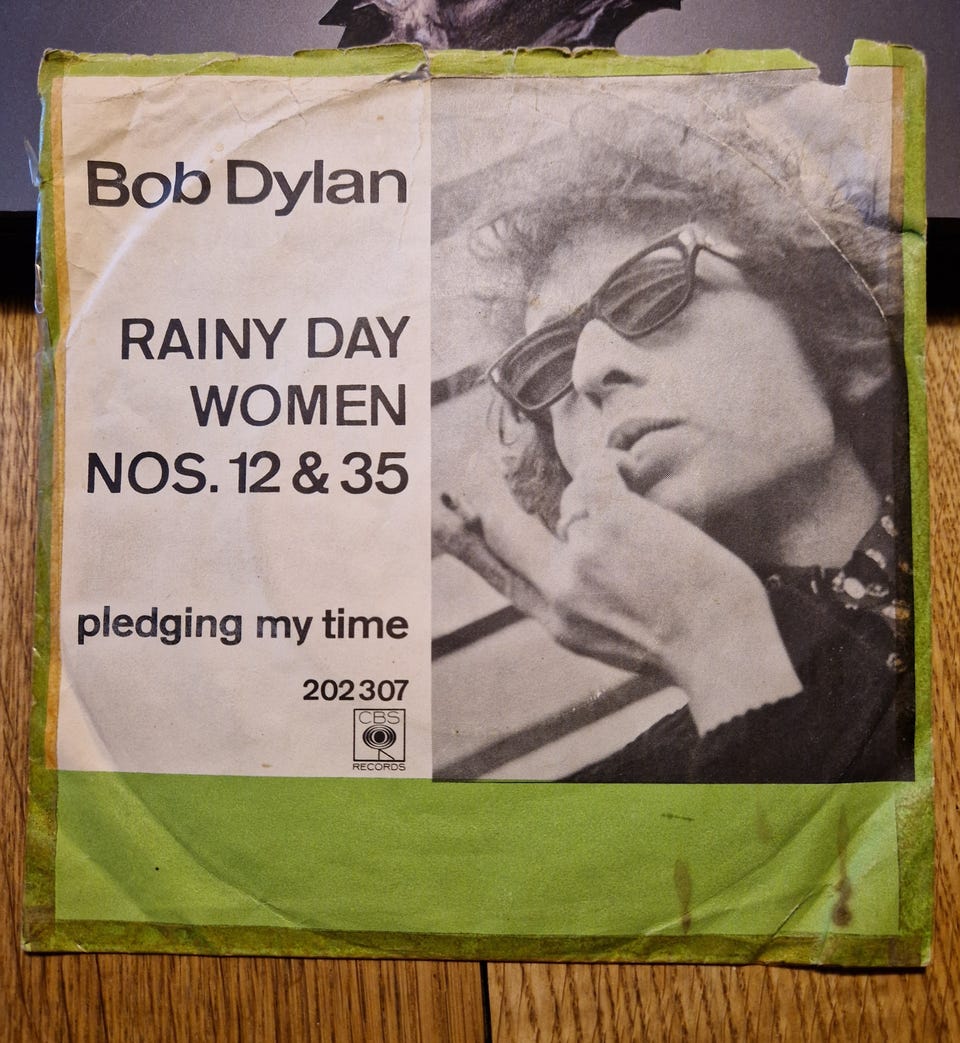 Bob Dylan
RAINY DAY
WOMEN
NOS. 12 & 35
pledging my time
202 307
CBS
RECORDS